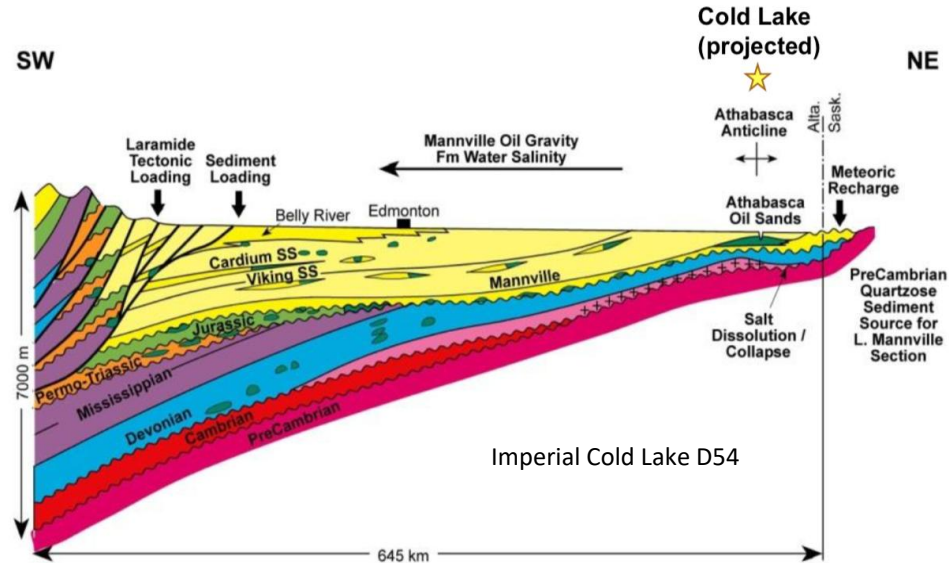 Cold Lake
(projected)
SW
NE
Athabasca
Anticline
Alta.
Sask.
Mannville Oil Gravity
Fm Water Salinity
Laramide
Tectonic
Loading
Sediment
Loading
Meteoric
Recharge
Belly River
Edmonton
Athabasca
Oil Sands
Cardium SS
Viking SS
Mannville
Jurassic
Permo-Triassic
Mississippian
Devonian
Cambrian
PreCambrian
Salt
Dissolution /
Collapse
PreCambrian
Quartzose
Sediment
Source for
L. Mannville
Section
7000 m
Imperial Cold Lake D54
645 km